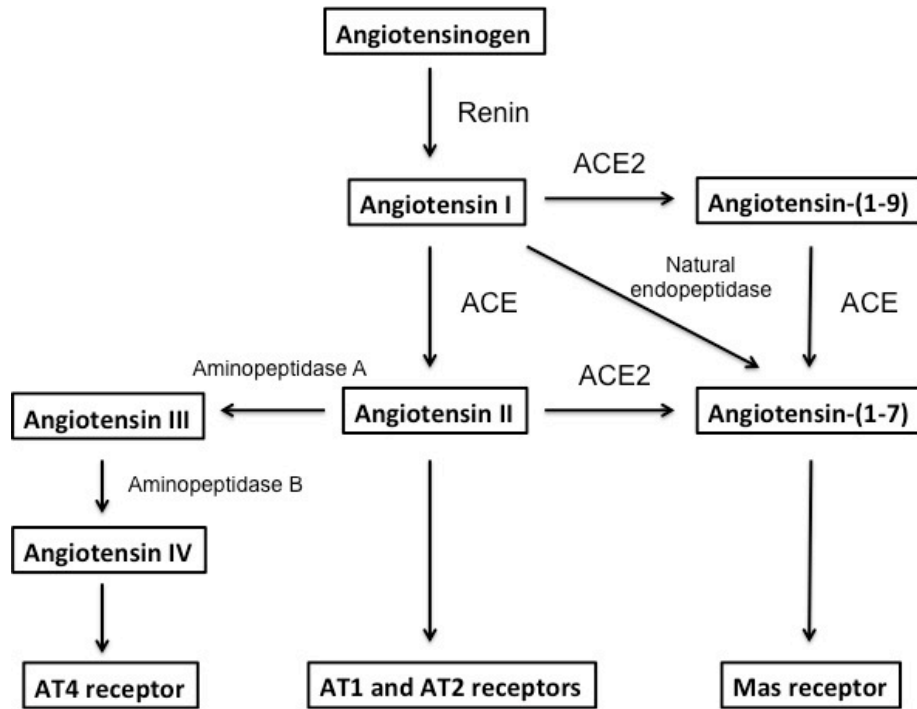 Angiotensinogen
Renin
ACE2
Angiotensin I
Angiotensin-(1-9)
Natural
endopeptidase
ACE
ACE
Aminopeptidase A
ACE2
Angiotensin III
Angiotensin II
Angiotensin-(1-7)
Aminopeptidase B
Angiotensin IV
AT4 receptor
AT1 and AT2 receptors
Mas receptor